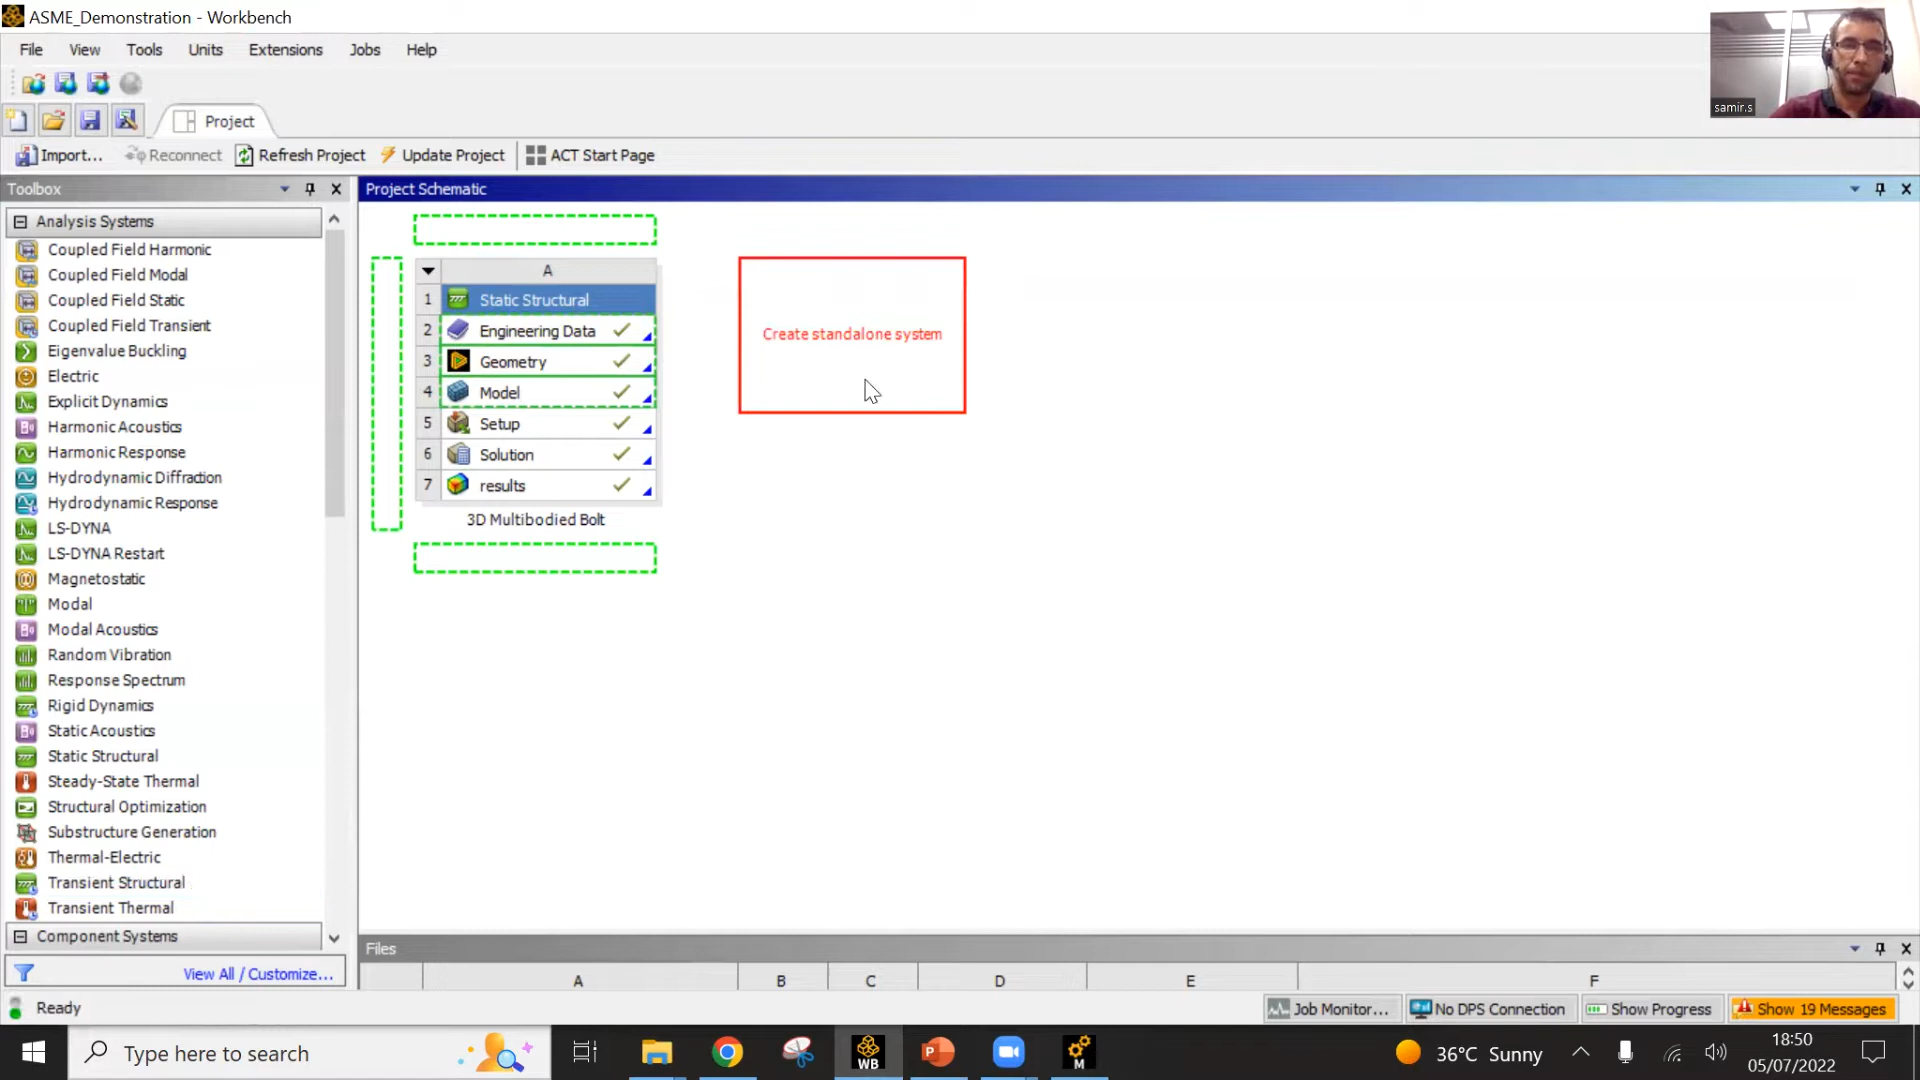 ASME_Demonstration - Workbench
File View Tools Units Extensions Jobs Help
samir.s
Project
Import... Reconnect Refresh Project Update Project ACT Start Page
Toolbox
Project Schematic
Analysis Systems
Coupled Field Harmonic
Coupled Field Modal
Coupled Field Static
Coupled Field Transient
Eigenvalue Buckling
Electric
Explicit Dynamics
Harmonic Acoustics
Harmonic Response
Hydrodynamic Diffraction
Hydrodynamic Response
LS-DYNA
LS-DYNA Restart
Magnetostatic
Modal
Modal Acoustics
Random Vibration
Response Spectrum
Rigid Dynamics
Static Acoustics
Static Structural
Steady-State Thermal
Structural Optimization
Substructure Generation
Thermal-Electric
Transient Structural
Transient Thermal
Component Systems
View All / Customize...
A
1 Static Structural
2 Engineering Data
3 Geometry
4 Model
5 Setup
6 Solution
7 results
3D Multibodied Bolt
Create standalone system
Files
A B C D E F
Ready
Job Monitor... No DPS Connection Show Progress Show 19 Messages
Type here to search
WB
P
M
36°C Sunny
18:50
05/07/2022